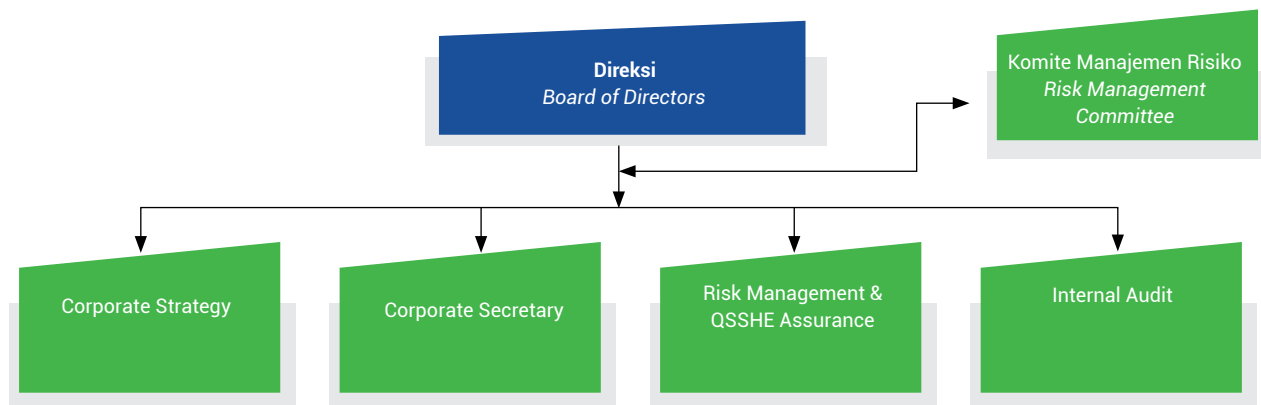 Direksi
Board of Directors
Komite Manajemen Risiko
Risk Management
Committee
Corporate Strategy
Corporate Secretary
Risk Management &
QSSHE Assurance
Internal Audit